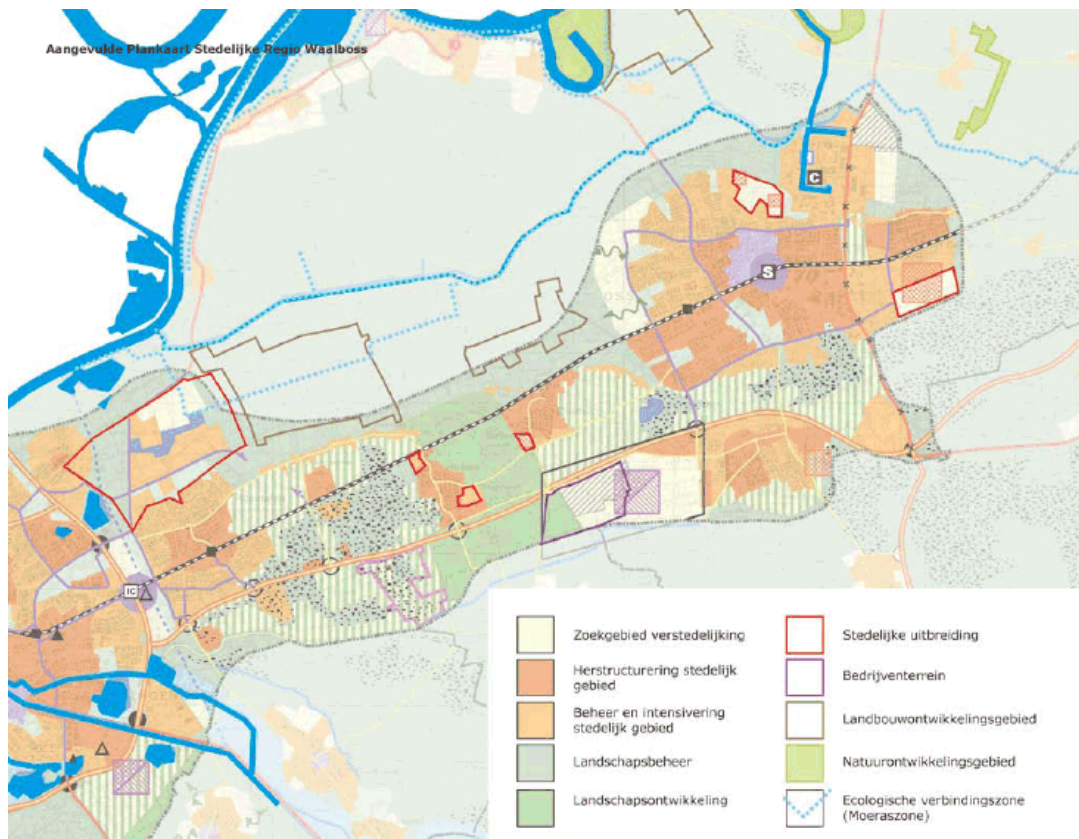 Aangevulde Plankaart Stedelijke Regio Waalboss
C
S
IC
Zoekgebied verstedelijking
Herstructurering stedelijk
gebied
Beheer en intensivering
stedelijk gebied
Landschapsbeheer
Landschapsontwikkeling
Stedelijke uitbreiding
Bedrijventerrein
Landbouwontwikkelingsgebied
Natuurontwikkelingsgebied
Ecologische verbindingszone
(Moeraszone)